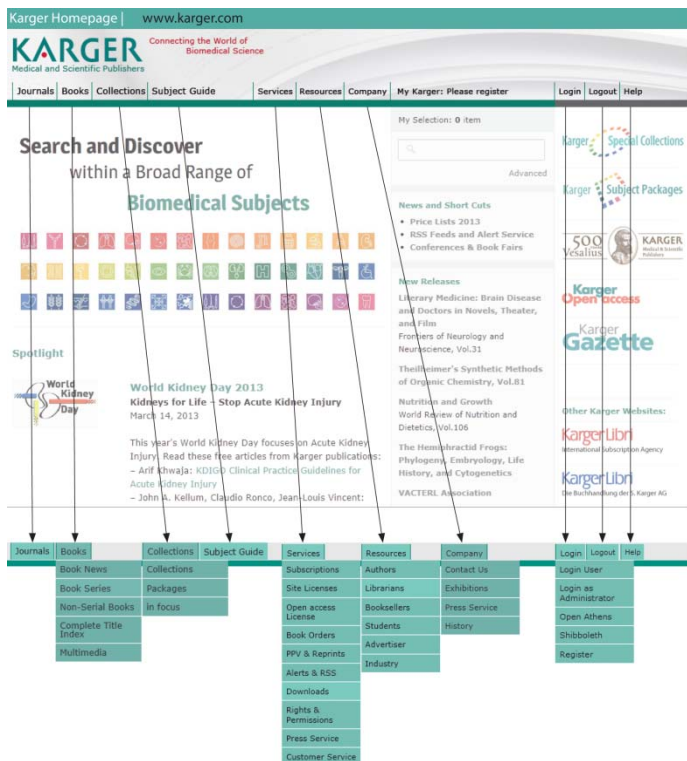 Karger Homepage | www.karger.com
KARGER
Medical and Scientific Publishers
Connecting the World of
Biomedical Science
Journals Books Collections Subject Guide Services Resources Company My Karger: Please register Login Logout Help
Search and Discover
within a Broad Range of
Biomedical Subjects
My Selection: 0 item
Advanced
News and Short Cuts
• Price Lists 2013
• RSS Feeds and Alert Service
• Conferences & Book Fairs
New Releases
Literary Medicine: Brain Disease
and Doctors in Novels, Theater,
and Film
Frontiers of Neurology and
Neuroscience, Vol.31
Theilheimer's Synthetic Methods
of Organic Chemistry, Vol.81
Nutrition and Growth
World Review of Nutrition and
Dietetics, Vol.106
The Hemiphractid Frogs:
Phylogeny, Embryology, Life
History, and Cytogenetics
VACTERL Association
Karger Special Collections
Karger Subject Packages
500
Vesalius
KARGER
Medical & Scientific
Publishers
Karger
Open access
Karger
Gazette
Other Karger Websites:
KargerLibri
International Subscription Agency
KargerLibri
Die Buchhandlung der S. Karger AG
Spotlight
World
Kidney
Day
World Kidney Day 2013
Kidneys for Life – Stop Acute Kidney Injury
March 14, 2013
This year's World Kidney Day focuses on Acute Kidney
Injury. Read these free articles from Karger publications:
– Arif Khwaja: KDIGO Clinical Practice Guidelines for
Acute Kidney Injury
– John A. Kellum, Claudio Ronco, Jean-Louis Vincent:
Journals Books Collections Subject Guide Services Resources Company Login Logout Help
Book News
Book Series
Non-Serial Books
Complete Title
Index
Multimedia
Collections
Packages
in focus
Subscriptions
Site Licenses
Open access
License
Book Orders
PPV & Reprints
Alerts & RSS
Downloads
Rights &
Permissions
Press Service
Customer Service
Authors
Librarians
Booksellers
Students
Advertiser
Industry
Contact Us
Exhibitions
Press Service
History
Login User
Login as
Administrator
Open Athens
Shibboleth
Register